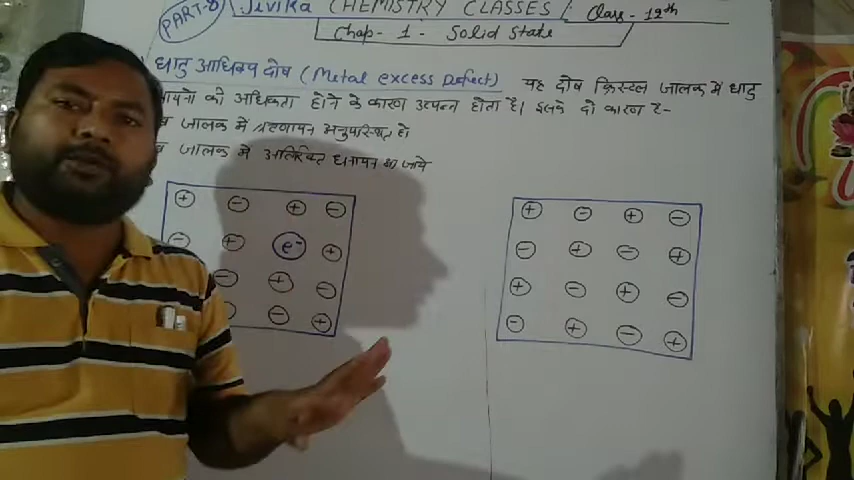 PART-8
JEVIKA CHEMISTRY CLASSES
Class - 12th
Chap - 1 - Solid State
धातु आधिक्य दोष (Metal excess Defect) यह दोष क्रिस्टल जालक में धातु
आयनो की अधिकता होने के कारण उत्पन्न होता है। इसके दो कारण है-
जालक में ऋणायन अनुपस्थित हो
जालक में अतिरिक्त धनायन आ जाये
+ - + - + - + -
- + e⁻ + - + - +
- + - + - + -
- + - + - +